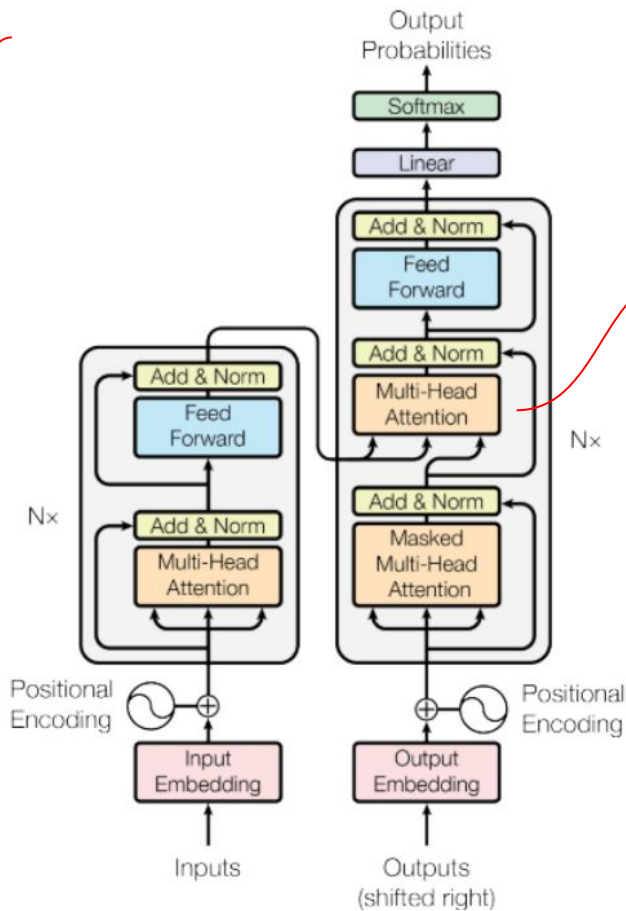 Output
Probabilities
Softmax
Linear
Add & Norm
Feed
Forward
Add & Norm
Multi-Head
Attention
Add & Norm
Masked
Multi-Head
Attention
Nx
Add & Norm
Feed
Forward
Add & Norm
Multi-Head
Attention
Nx
Positional
Encoding
Positional
Encoding
Input
Embedding
Output
Embedding
Inputs
Outputs
(shifted right)